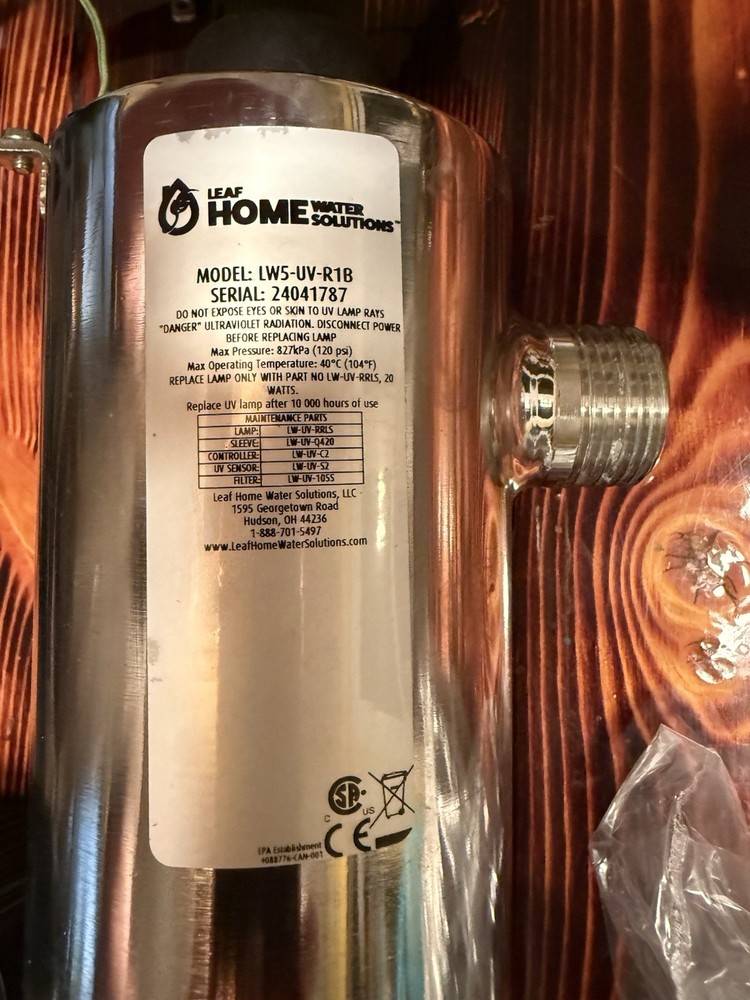 LEAF
HOME WATER
SOLUTIONS™
MODEL: LW5-UV-R1B
SERIAL: 24041787
DO NOT EXPOSE EYES OR SKIN TO UV LAMP RAYS
"DANGER" ULTRAVIOLET RADIATION. DISCONNECT POWER
BEFORE REPLACING LAMP
Max Pressure: 827kPa (120 psi)
Max Operating Temperature: 40°C (104°F)
REPLACE LAMP ONLY WITH PART NO LW-UV-RRLS, 20
WATTS.
Replace UV lamp after 10 000 hours of use
MAINTENANCE PARTS
LAMP: LW-UV-RRLS
SLEEVE: LW-UV-Q420
CONTROLLER: LW-UV-C2
UV SENSOR: LW-UV-S2
FILTER: LW-UV-105S
Leaf Home Water Solutions, LLC
1595 Georgetown Road
Hudson, OH 44236
1-888-701-5497
www.LeafHomeWaterSolutions.com
SA
C US
CE
EPA Establishment
#088776-CAN-001